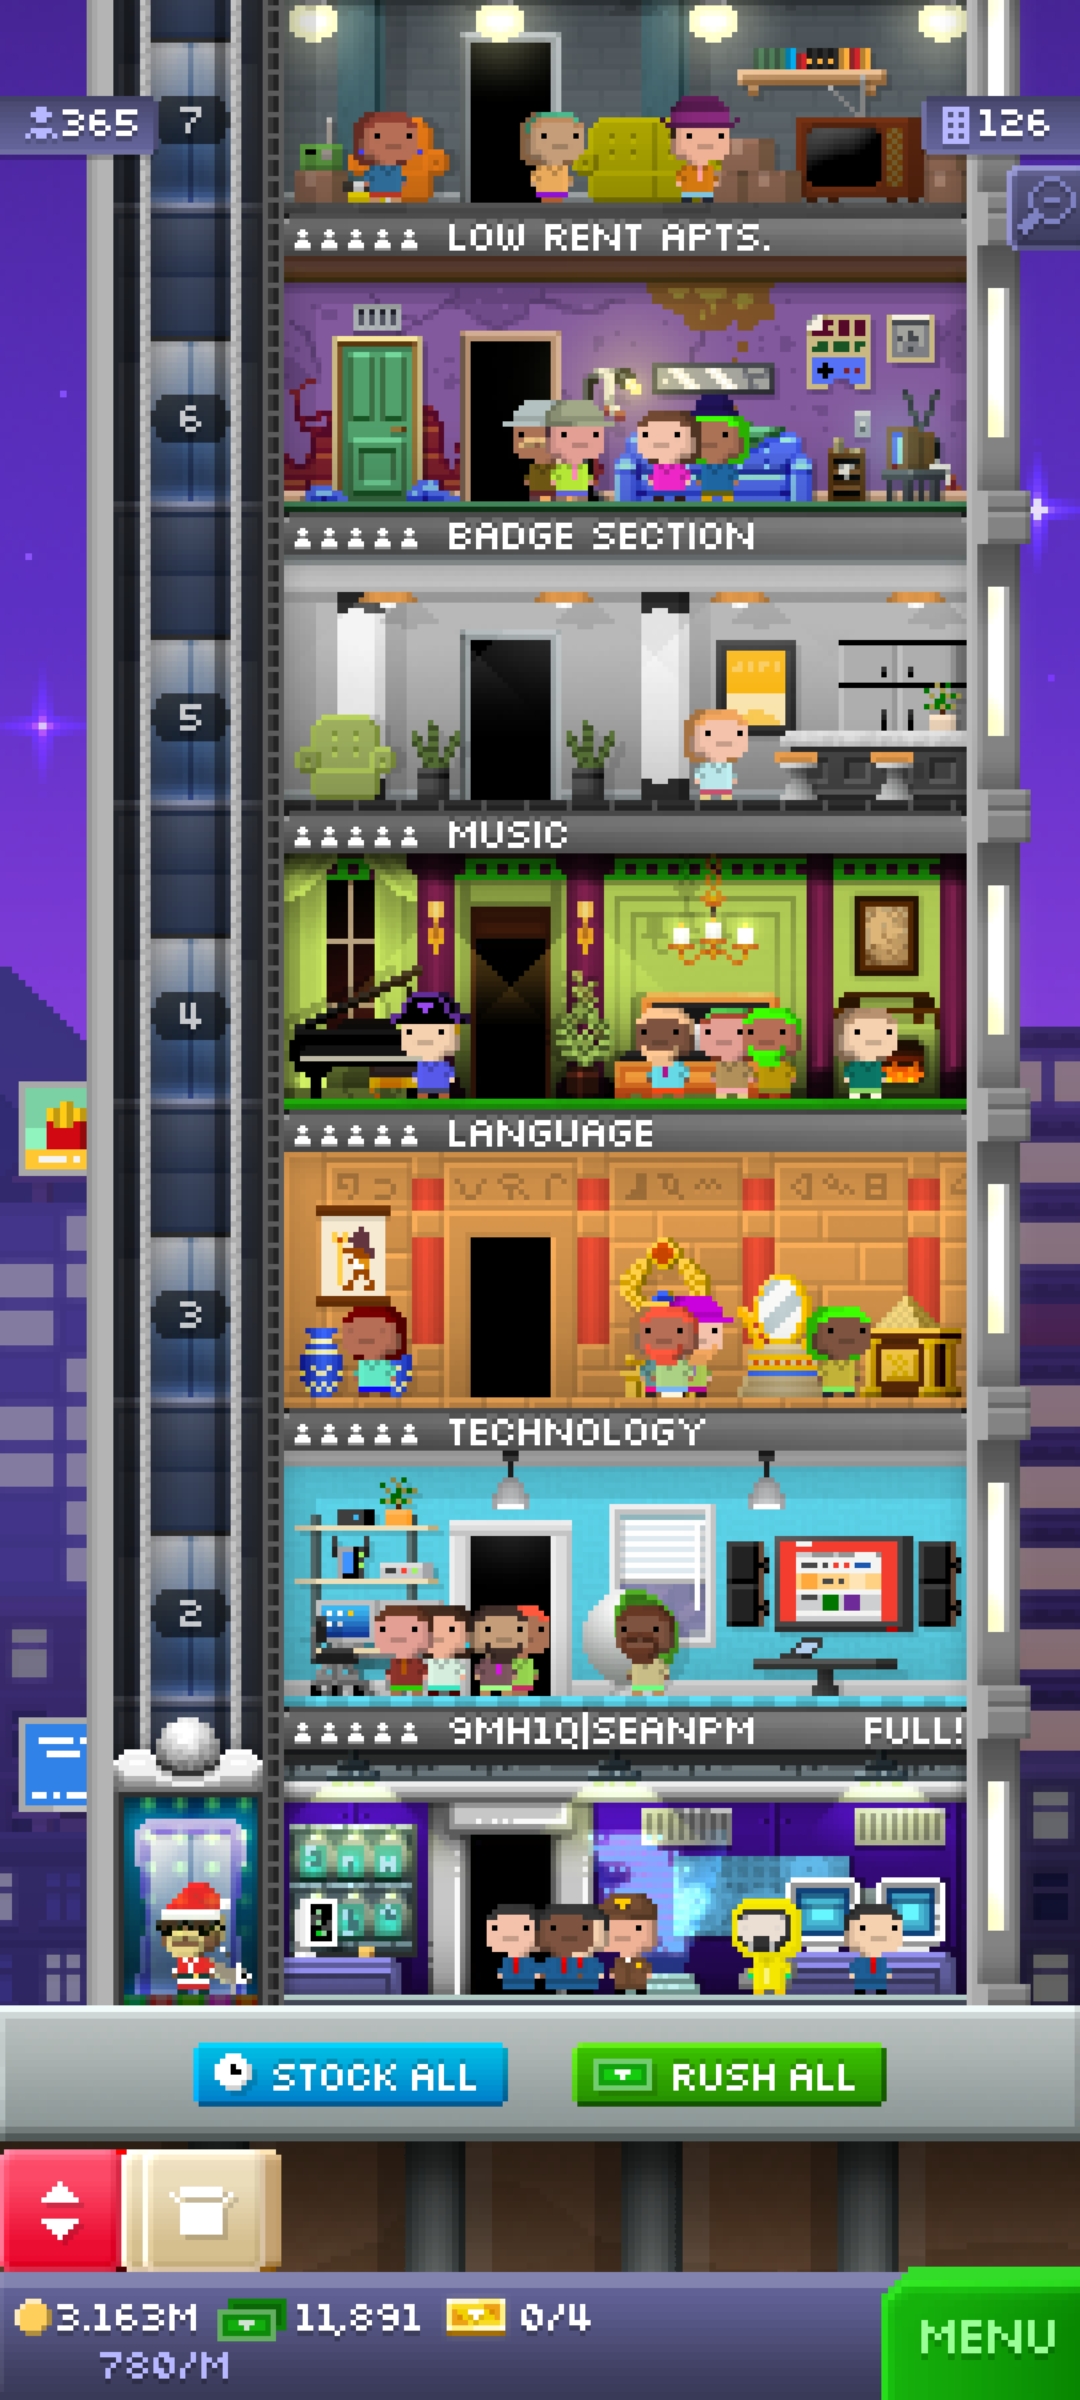 7
365
126
LOW RENT APTS.
6
BADGE SECTION
5
MUSIC
4
LANGUAGE
3
TECHNOLOGY
2
9MH1Q|SEANPM FULL!
STOCK ALL
RUSH ALL
3.163M 11,891 0/4
780/M
MENU